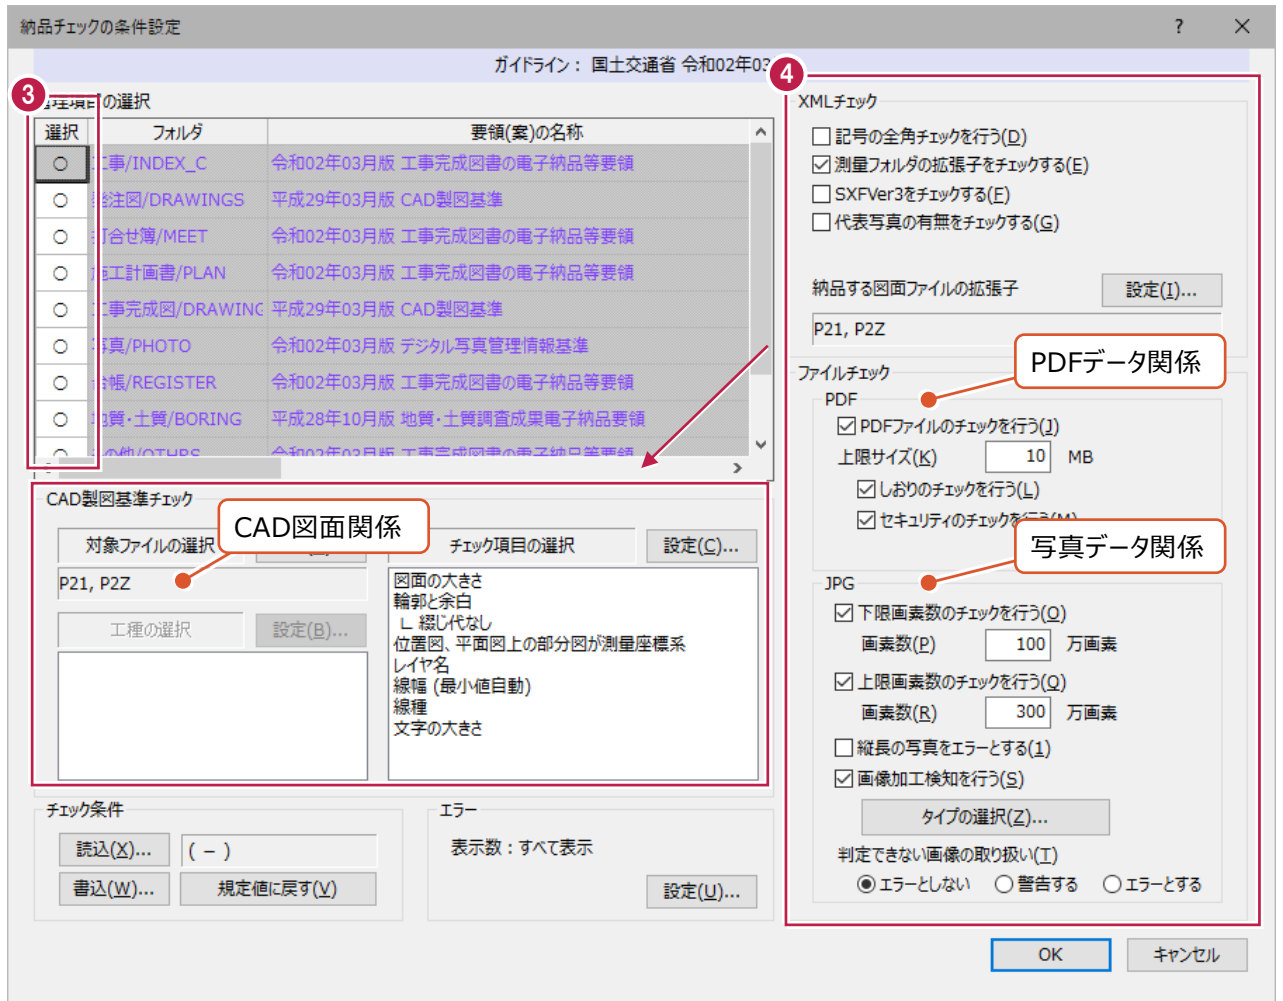 納品チェックの条件設定
ガイドライン： 国土交通省 令和02年03
3
4
の選択
選択 フォルダ 要領(案)の名称
○ 事/INDEX_C 令和02年03月版 工事完成図書の電子納品等要領
○ 注図/DRAWINGS 平成29年03月版 CAD製図基準
○ 合せ簿/MEET 令和02年03月版 工事完成図書の電子納品等要領
○ 工計画書/PLAN 令和02年03月版 工事完成図書の電子納品等要領
○ 事完成図/DRAWING 平成29年03月版 CAD製図基準
○ 真/PHOTO 令和02年03月版 デジタル写真管理情報基準
○ 帳/REGISTER 令和02年03月版 工事完成図書の電子納品等要領
○ 質・土質/BORING 平成28年10月版 地質・土質調査成果電子納品要領
の他/OTHRS 令和02年03月版 工事完成図書の電子納品等要領
CAD製図基準チェック
CAD図面関係
対象ファイルの選択
P21, P2Z
工種の選択 設定(B)...
チェック項目の選択 設定(C)...
図面の大きさ
輪郭と余白
∟ 綴じ代なし
位置図、平面図上の部分図が測量座標系
レイヤ名
線幅 (最小値自動)
線種
文字の大きさ
チェック条件
読込(X)... ( － )
書込(W)... 規定値に戻す(V)
エラー
表示数：すべて表示
設定(U)...
XMLチェック
記号の全角チェックを行う(D)
測量フォルダの拡張子をチェックする(E)
SXFVer3をチェックする(F)
代表写真の有無をチェックする(G)
納品する図面ファイルの拡張子 設定(I)...
P21, P2Z
PDFデータ関係
ファイルチェック
PDF
PDFファイルのチェックを行う(J)
上限サイズ(K) 10 MB
しおりのチェックを行う(L)
セキュリティのチェックを行う(M)
写真データ関係
JPG
下限画素数のチェックを行う(O)
画素数(P) 100 万画素
上限画素数のチェックを行う(Q)
画素数(R) 300 万画素
縦長の写真をエラーとする(1)
画像加工検知を行う(S)
タイプの選択(Z)...
判定できない画像の取り扱い(T)
エラーとしない 警告する エラーとする
OK キャンセル